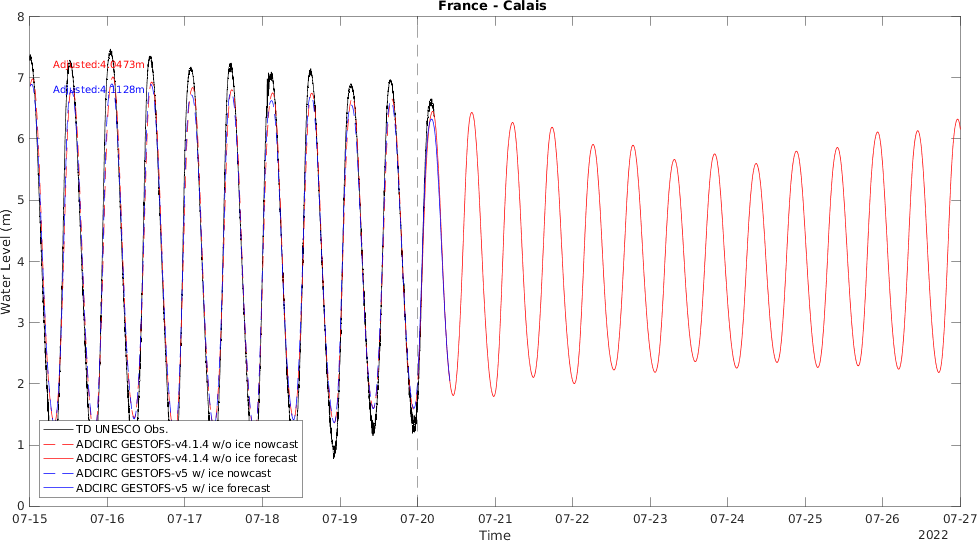 France - Calais
8
7
6
5
4
3
2
1
0
Water Level (m)
Adjusted:4.0473m
Adjusted:4.1128m
TD UNESCO Obs.
ADCIRC GESTOFS-v4.1.4 w/o ice nowcast
ADCIRC GESTOFS-v4.1.4 w/o ice forecast
ADCIRC GESTOFS-v5 w/ ice nowcast
ADCIRC GESTOFS-v5 w/ ice forecast
07-15 07-16 07-17 07-18 07-19 07-20 07-21 07-22 07-23 07-24 07-25 07-26 07-27
Time
2022